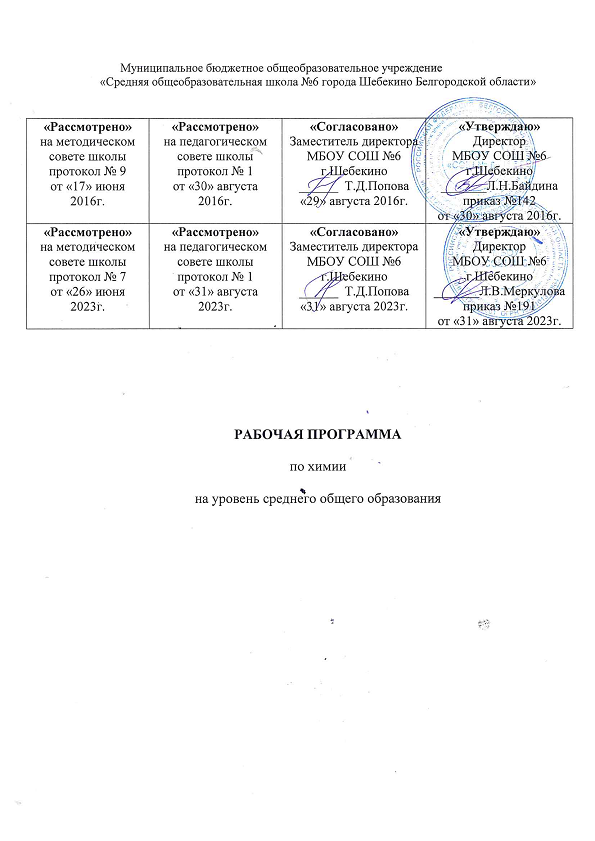 Муниципальное бюджетное общеобразовательное учреждение
«Средняя общеобразовательная школа №6 города Шебекино Белгородской области»
«Рассмотрено»
на методическом
совете школы
протокол № 9
от «17» июня
2016г.
«Рассмотрено»
на педагогическом
совете школы
протокол № 1
от «30» августа
2016г.
«Согласовано»
Заместитель директора
МБОУ СОШ №6
г.Шебекино
Т.Д.Попова
«29» августа 2016г.
«Утверждаю»
Директор
МБОУ СОШ №6
г.Шебекино
Л.Н.Байдина
приказ №142
от «30» августа 2016г.
«Рассмотрено»
на методическом
совете школы
протокол № 7
от «26» июня
2023г.
«Рассмотрено»
на педагогическом
совете школы
протокол № 1
от «31» августа
2023г.
«Согласовано»
Заместитель директора
МБОУ СОШ №6
г.Шебекино
Т.Д.Попова
«31» августа 2023г.
«Утверждаю»
Директор
МБОУ СОШ №6
г.Шебекино
Л.В.Меркулова
приказ №191
от «31» августа 2023г.
РАБОЧАЯ ПРОГРАММА
по химии
на уровень среднего общего образования